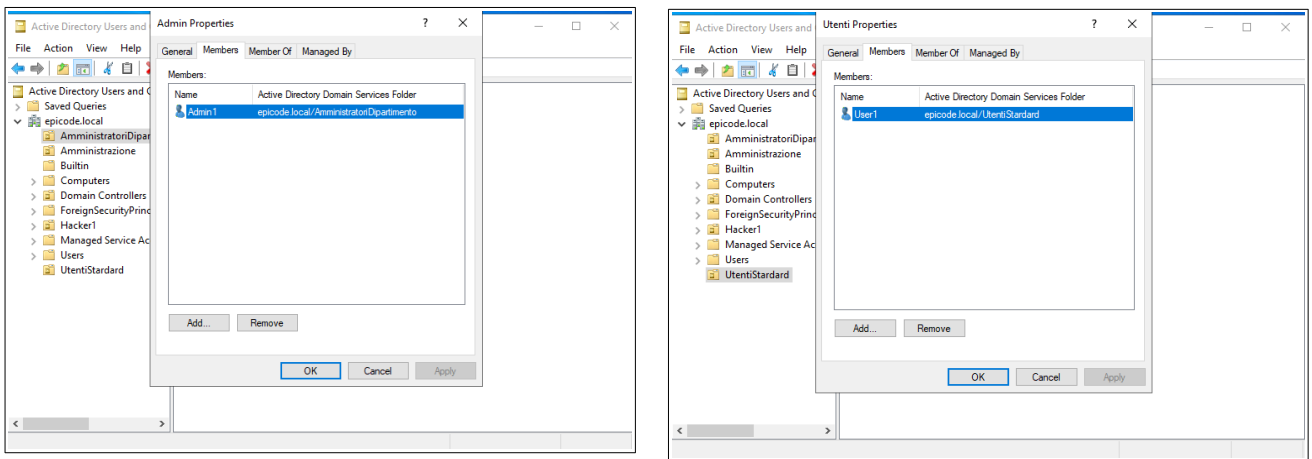 Active Directory Users and
Admin Properties
?
File Action View Help
General Members Member Of Managed By
Members:
Name Active Directory Domain Services Folder
Admin1 epicode.local/AmministratoriDipartimento
Active Directory Users and C
Saved Queries
epicode.local
AmministratoriDipar
Amministrazione
Builtin
Computers
Domain Controllers
ForeignSecurityPrinc
Hacker1
Managed Service Ac
Users
UtentiStardard
Add... Remove
OK Cancel Apply
Active Directory Users and
Utenti Properties
?
File Action View Help
General Members Member Of Managed By
Members:
Name Active Directory Domain Services Folder
User1 epicode.local/UtentiStardard
Active Directory Users and C
Saved Queries
epicode.local
AmministratoriDipar
Amministrazione
Builtin
Computers
Domain Controllers
ForeignSecurityPrinc
Hacker1
Managed Service Ac
Users
UtentiStardard
Add... Remove
OK Cancel Apply